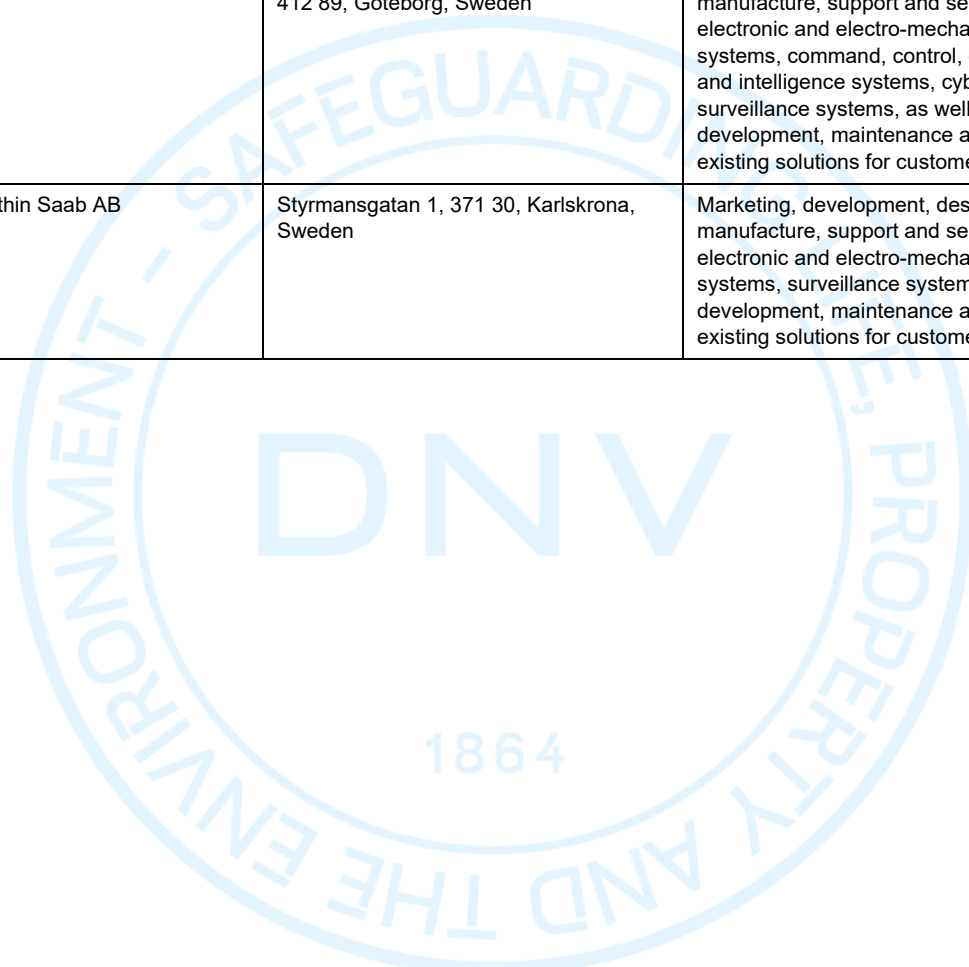 412 89, Göteborg, Sweden
manufacture, support and se
electronic and electro-mecha
systems, command, control,
and intelligence systems, cyb
surveillance systems, as well
development, maintenance a
existing solutions for custome
thin Saab AB
Styrmansgatan 1, 371 30, Karlskrona,
Sweden
Marketing, development, des
manufacture, support and se
electronic and electro-mecha
systems, surveillance system
development, maintenance a
existing solutions for custome
SAFEGUARDING LIFE, PROPERTY AND THE ENVIRONMENT -
DNV
1864